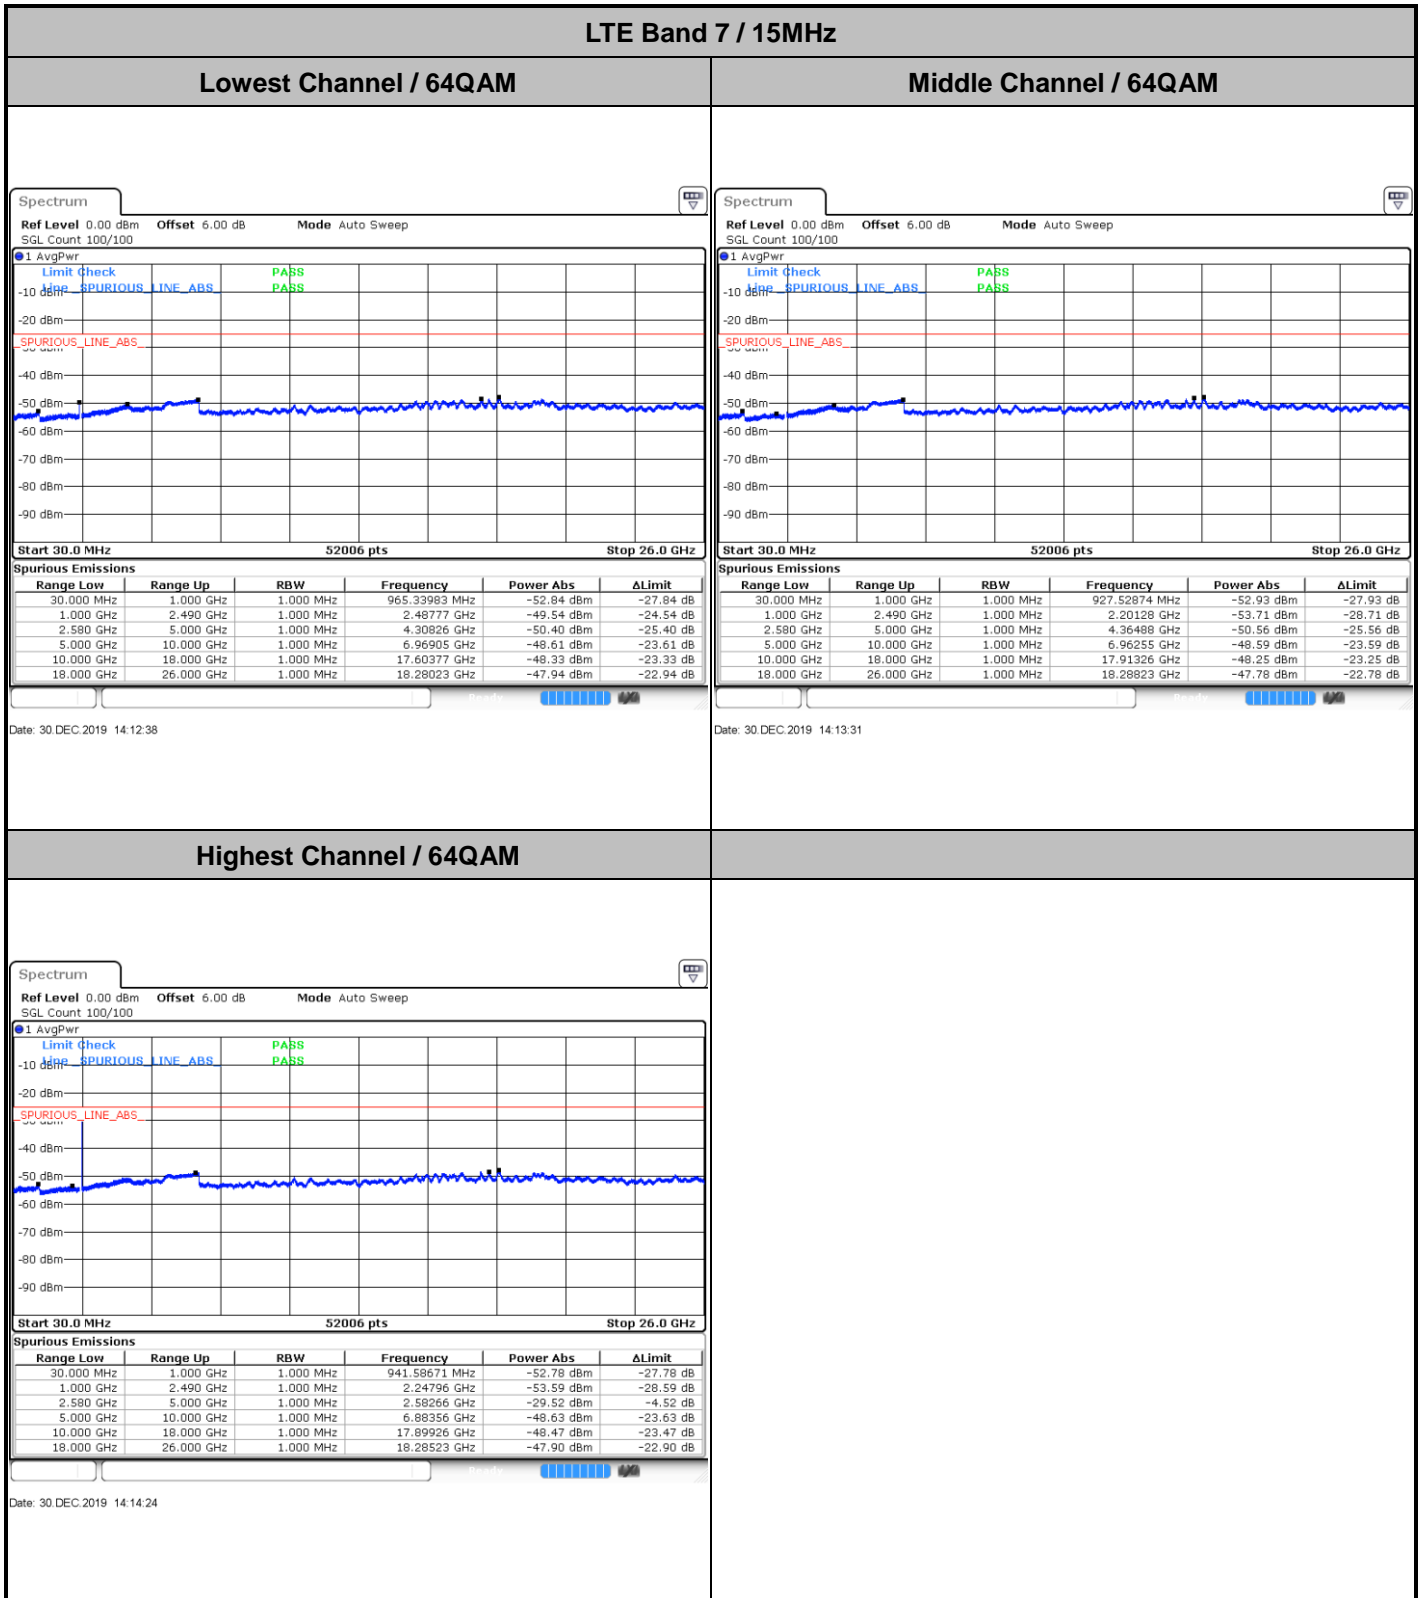 LTE Band 7 / 15MHz
Lowest Channel / 64QAM
Middle Channel / 64QAM
Spectrum
Ref Level 0.00 dBm Offset 6.00 dB Mode Auto Sweep
SGL Count 100/100
1 AvgPwr
Limit Check PASS
Line _SPURIOUS_LINE_ABS_ PASS
-10 dBm
-20 dBm
_SPURIOUS_LINE_ABS_
-30 dBm
-40 dBm
-50 dBm
-60 dBm
-70 dBm
-80 dBm
-90 dBm
Start 30.0 MHz 52006 pts Stop 26.0 GHz
Spurious Emissions
Range Low Range Up RBW Frequency Power Abs ΔLimit
30.000 MHz 1.000 GHz 1.000 MHz 965.33983 MHz -52.84 dBm -27.84 dB
1.000 GHz 2.490 GHz 1.000 MHz 2.48777 GHz -49.54 dBm -24.54 dB
2.580 GHz 5.000 GHz 1.000 MHz 4.30826 GHz -50.40 dBm -25.40 dB
5.000 GHz 10.000 GHz 1.000 MHz 6.96905 GHz -48.61 dBm -23.61 dB
10.000 GHz 18.000 GHz 1.000 MHz 17.60377 GHz -48.33 dBm -23.33 dB
18.000 GHz 26.000 GHz 1.000 MHz 18.28023 GHz -47.94 dBm -22.94 dB
Date: 30.DEC.2019 14:12:38
Spectrum
Ref Level 0.00 dBm Offset 6.00 dB Mode Auto Sweep
SGL Count 100/100
1 AvgPwr
Limit Check PASS
Line _SPURIOUS_LINE_ABS_ PASS
-10 dBm
-20 dBm
_SPURIOUS_LINE_ABS_
-30 dBm
-40 dBm
-50 dBm
-60 dBm
-70 dBm
-80 dBm
-90 dBm
Start 30.0 MHz 52006 pts Stop 26.0 GHz
Spurious Emissions
Range Low Range Up RBW Frequency Power Abs ΔLimit
30.000 MHz 1.000 GHz 1.000 MHz 927.52874 MHz -52.93 dBm -27.93 dB
1.000 GHz 2.490 GHz 1.000 MHz 2.20128 GHz -53.71 dBm -28.71 dB
2.580 GHz 5.000 GHz 1.000 MHz 4.36488 GHz -50.56 dBm -25.56 dB
5.000 GHz 10.000 GHz 1.000 MHz 6.96255 GHz -48.59 dBm -23.59 dB
10.000 GHz 18.000 GHz 1.000 MHz 17.91326 GHz -48.25 dBm -23.25 dB
18.000 GHz 26.000 GHz 1.000 MHz 18.28823 GHz -47.78 dBm -22.78 dB
Date: 30.DEC.2019 14:13:31
Highest Channel / 64QAM
Spectrum
Ref Level 0.00 dBm Offset 6.00 dB Mode Auto Sweep
SGL Count 100/100
1 AvgPwr
Limit Check PASS
Line _SPURIOUS_LINE_ABS_ PASS
-10 dBm
-20 dBm
_SPURIOUS_LINE_ABS_
-30 dBm
-40 dBm
-50 dBm
-60 dBm
-70 dBm
-80 dBm
-90 dBm
Start 30.0 MHz 52006 pts Stop 26.0 GHz
Spurious Emissions
Range Low Range Up RBW Frequency Power Abs ΔLimit
30.000 MHz 1.000 GHz 1.000 MHz 941.58671 MHz -52.78 dBm -27.78 dB
1.000 GHz 2.490 GHz 1.000 MHz 2.24796 GHz -53.59 dBm -28.59 dB
2.580 GHz 5.000 GHz 1.000 MHz 2.58266 GHz -29.52 dBm -4.52 dB
5.000 GHz 10.000 GHz 1.000 MHz 6.88356 GHz -48.63 dBm -23.63 dB
10.000 GHz 18.000 GHz 1.000 MHz 17.89926 GHz -48.47 dBm -23.47 dB
18.000 GHz 26.000 GHz 1.000 MHz 18.28523 GHz -47.90 dBm -22.90 dB
Date: 30.DEC.2019 14:14:24